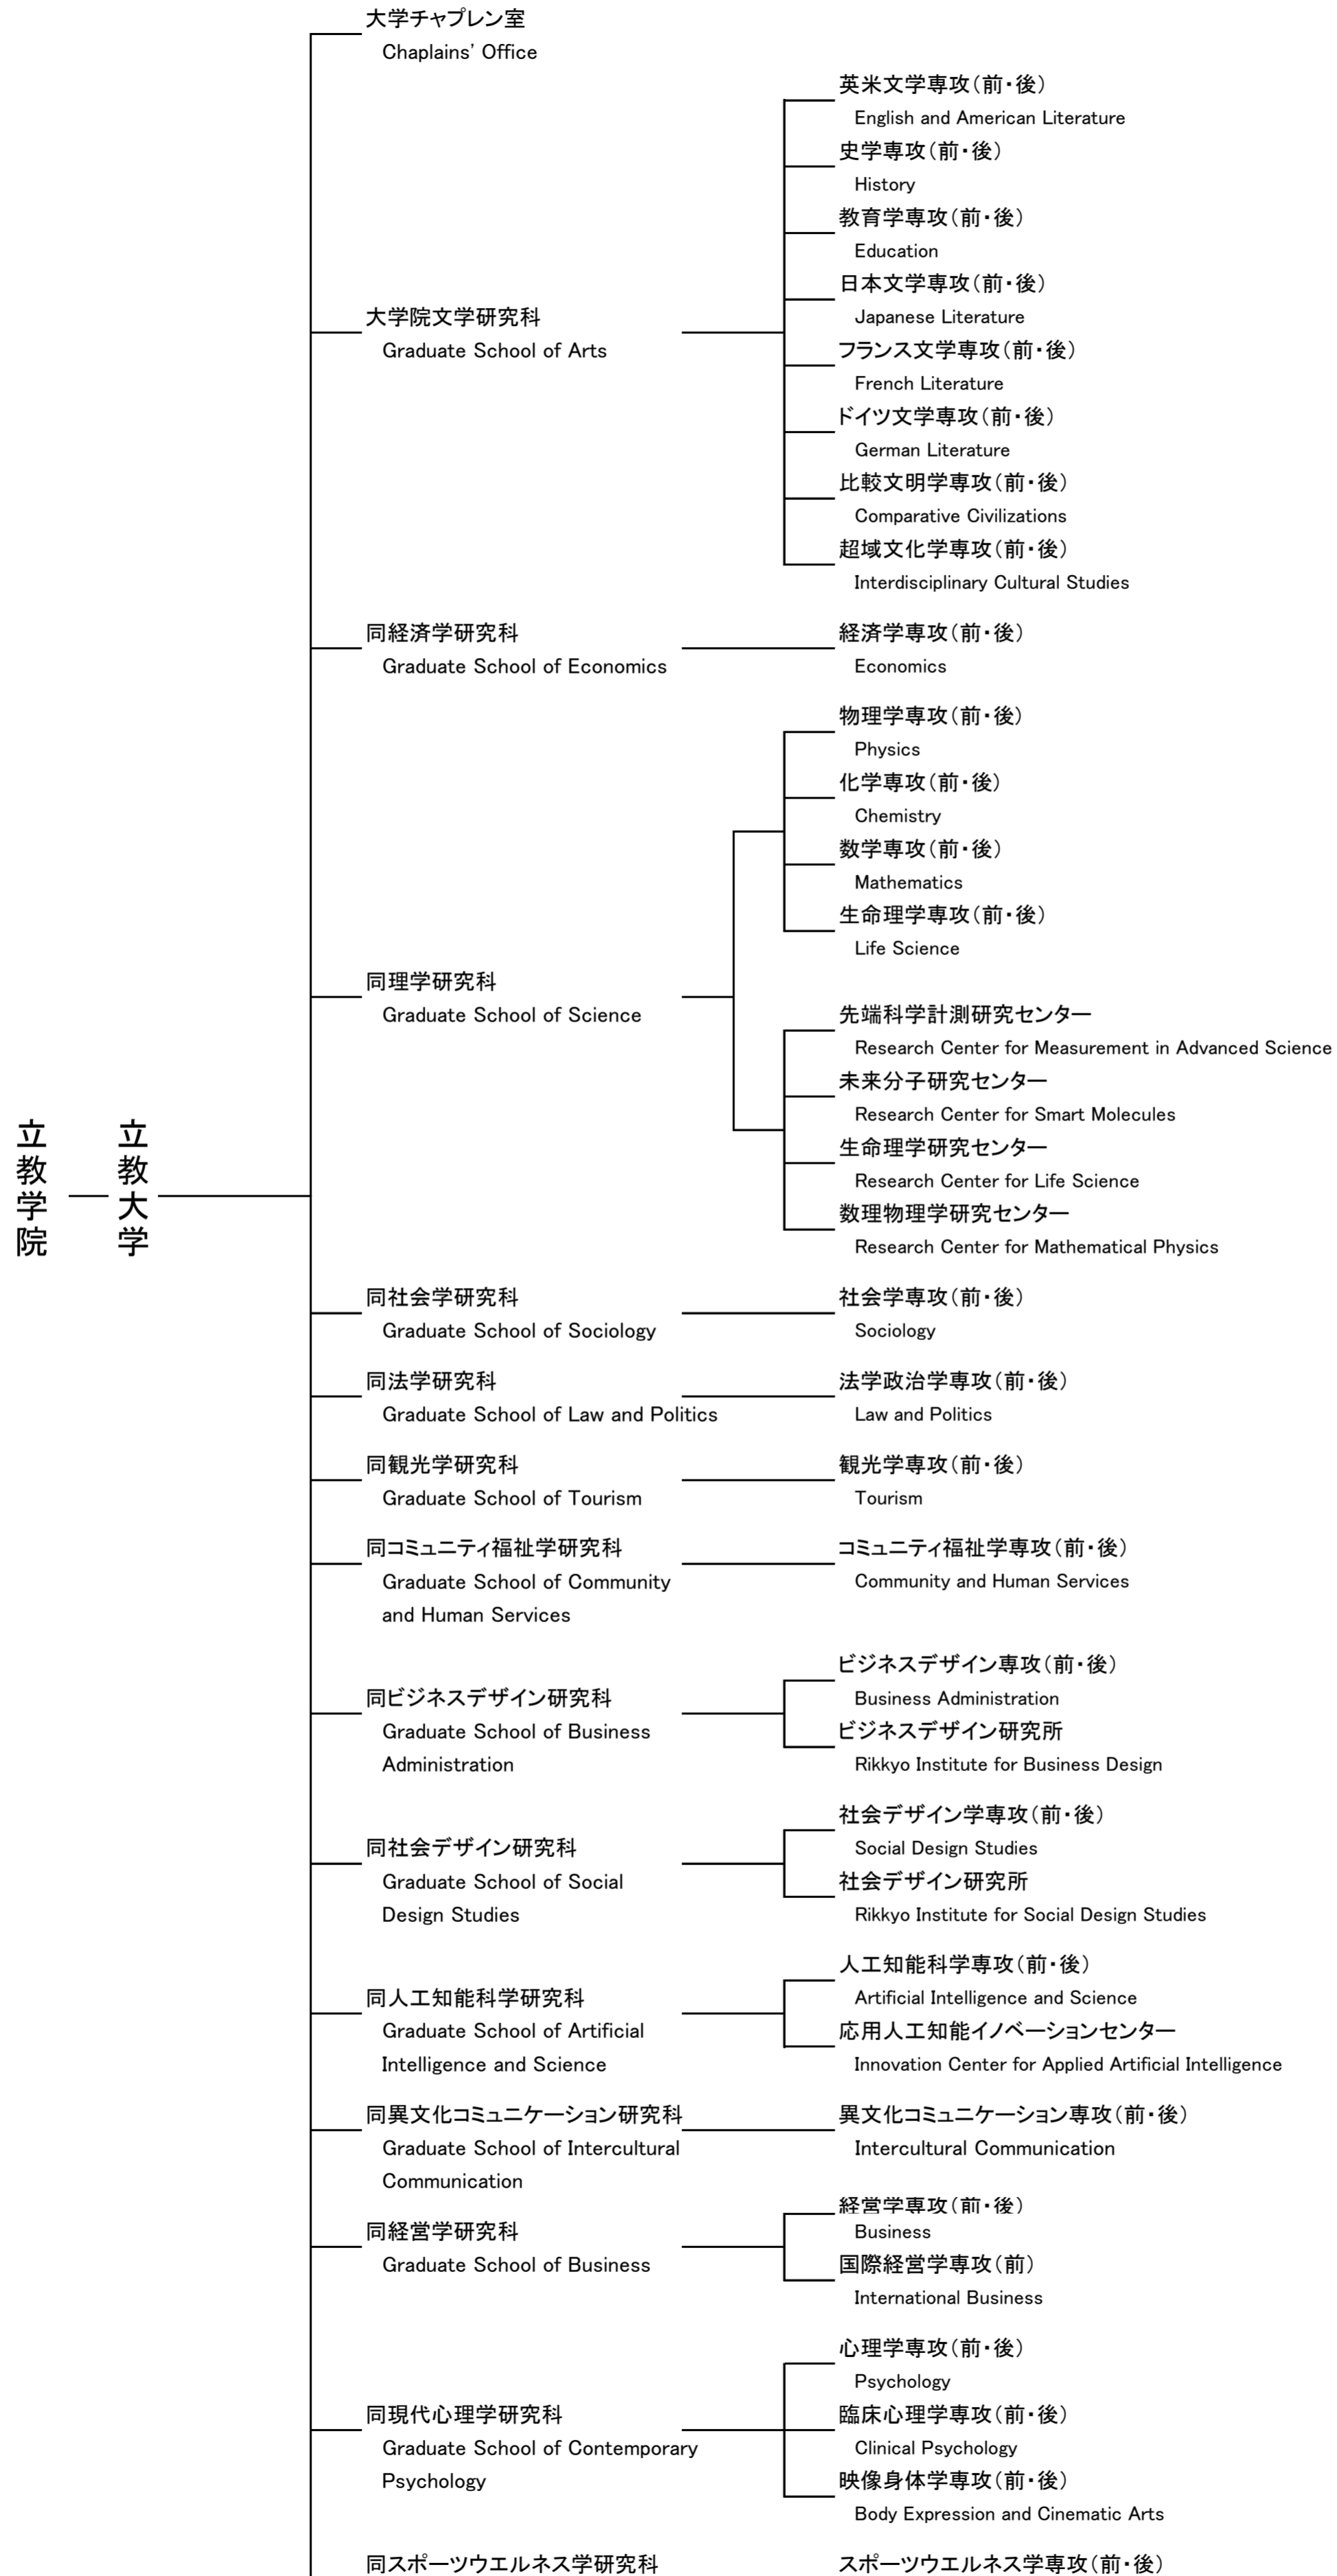 立教学院
立教大学
大学チャプレン室
Chaplains' Office
大学院文学研究科
Graduate School of Arts
英米文学専攻(前・後)
English and American Literature
史学専攻(前・後)
History
教育学専攻(前・後)
Education
日本文学専攻(前・後)
Japanese Literature
フランス文学専攻(前・後)
French Literature
ドイツ文学専攻(前・後)
German Literature
比較文明学専攻(前・後)
Comparative Civilizations
超域文化学専攻(前・後)
Interdisciplinary Cultural Studies
同経済学研究科
Graduate School of Economics
経済学専攻(前・後)
Economics
同理学研究科
Graduate School of Science
物理学専攻(前・後)
Physics
化学専攻(前・後)
Chemistry
数学専攻(前・後)
Mathematics
生命理学専攻(前・後)
Life Science
先端科学計測研究センター
Research Center for Measurement in Advanced Science
未来分子研究センター
Research Center for Smart Molecules
生命理学研究センター
Research Center for Life Science
数理物理学研究センター
Research Center for Mathematical Physics
同社会学研究科
Graduate School of Sociology
社会学専攻(前・後)
Sociology
同法学研究科
Graduate School of Law and Politics
法学政治学専攻(前・後)
Law and Politics
同観光学研究科
Graduate School of Tourism
観光学専攻(前・後)
Tourism
同コミュニティ福祉学研究科
Graduate School of Community
and Human Services
コミュニティ福祉学専攻(前・後)
Community and Human Services
同ビジネスデザイン研究科
Graduate School of Business
Administration
ビジネスデザイン専攻(前・後)
Business Administration
ビジネスデザイン研究所
Rikkyo Institute for Business Design
同社会デザイン研究科
Graduate School of Social
Design Studies
社会デザイン学専攻(前・後)
Social Design Studies
社会デザイン研究所
Rikkyo Institute for Social Design Studies
同人工知能科学研究科
Graduate School of Artificial
Intelligence and Science
人工知能科学専攻(前・後)
Artificial Intelligence and Science
応用人工知能イノベーションセンター
Innovation Center for Applied Artificial Intelligence
同異文化コミュニケーション研究科
Graduate School of Intercultural
Communication
異文化コミュニケーション専攻(前・後)
Intercultural Communication
同経営学研究科
Graduate School of Business
経営学専攻(前・後)
Business
国際経営学専攻(前)
International Business
同現代心理学研究科
Graduate School of Contemporary
Psychology
心理学専攻(前・後)
Psychology
臨床心理学専攻(前・後)
Clinical Psychology
映像身体学専攻(前・後)
Body Expression and Cinematic Arts
同スポーツウエルネス学研究科
スポーツウエルネス学専攻(前・後)